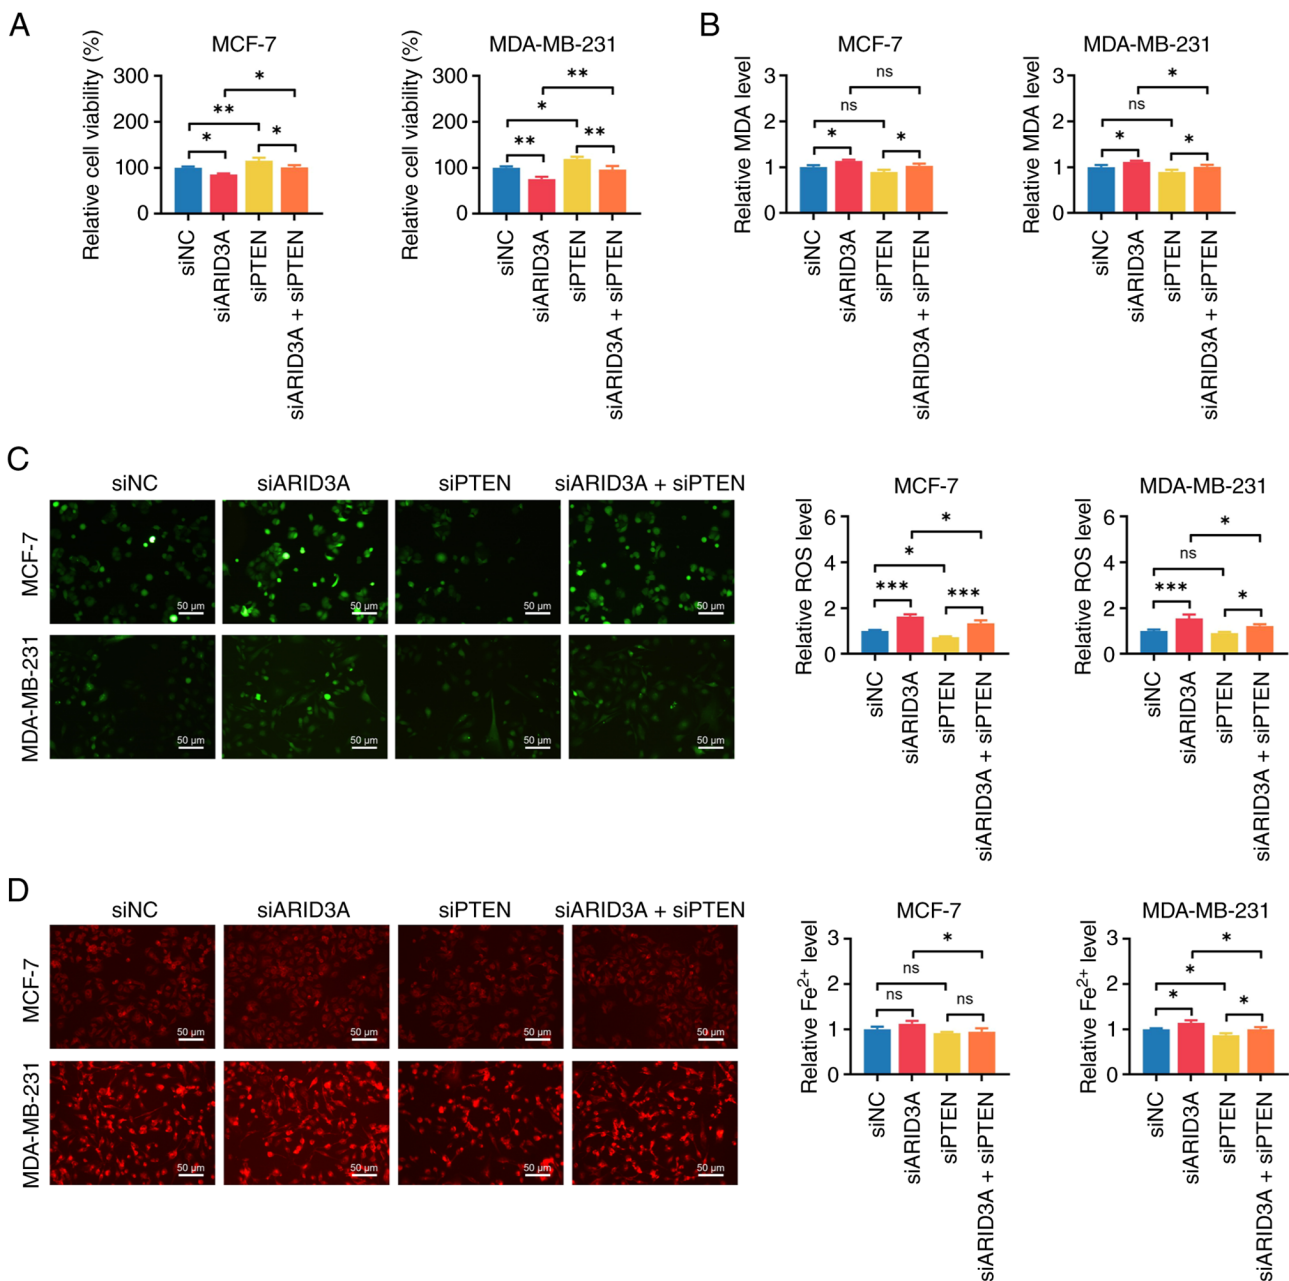 A
MCF-7
Relative cell viability (%)
300
200
100
0
*
**
*
*
siNC
siARID3A
siPTEN
siARID3A + siPTEN
MDA-MB-231
Relative cell viability (%)
300
200
100
0
**
*
**
**
siNC
siARID3A
siPTEN
siARID3A + siPTEN
B
MCF-7
Relative MDA level
3
2
1
0
ns
ns
*
*
siNC
siARID3A
siPTEN
siARID3A + siPTEN
MDA-MB-231
Relative MDA level
3
2
1
0
*
ns
*
*
siNC
siARID3A
siPTEN
siARID3A + siPTEN
C
siNC
siARID3A
siPTEN
siARID3A + siPTEN
MCF-7
50 µm
50 µm
50 µm
50 µm
MDA-MB-231
50 µm
50 µm
50 µm
50 µm
MCF-7
Relative ROS level
6
4
2
0
*
*
***
***
siNC
siARID3A
siPTEN
siARID3A + siPTEN
MDA-MB-231
Relative ROS level
6
4
2
0
*
ns
***
*
siNC
siARID3A
siPTEN
siARID3A + siPTEN
D
siNC
siARID3A
siPTEN
siARID3A + siPTEN
MCF-7
50 µm
50 µm
50 µm
50 µm
MDA-MB-231
50 µm
50 µm
50 µm
50 µm
MCF-7
Relative Fe²⁺ level
3
2
1
0
*
ns
ns
ns
siNC
siARID3A
siPTEN
siARID3A + siPTEN
MDA-MB-231
Relative Fe²⁺ level
3
2
1
0
*
*
*
*
siNC
siARID3A
siPTEN
siARID3A + siPTEN